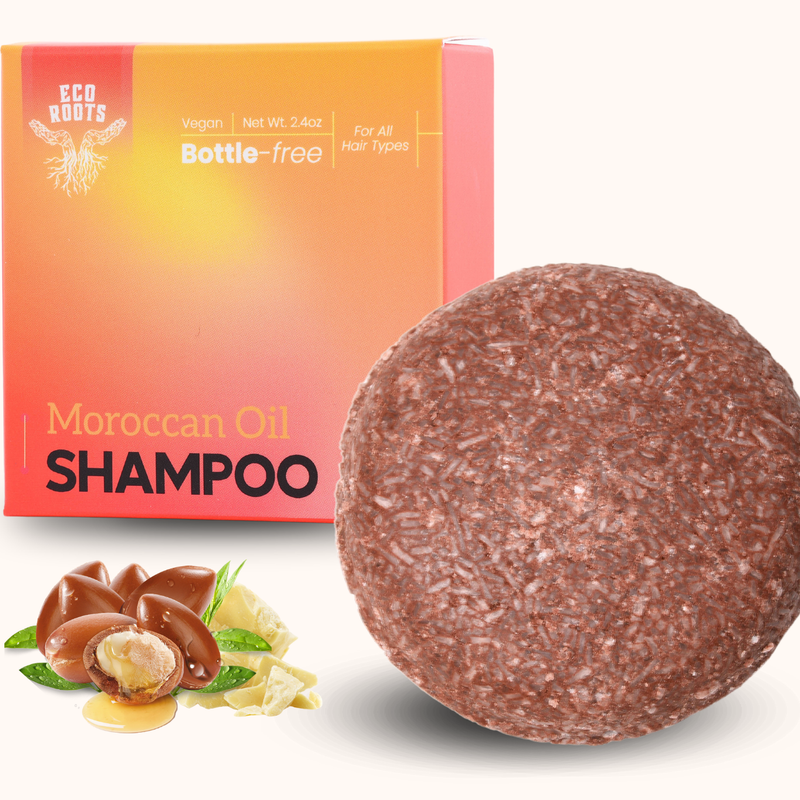 ECO
ROOTS
Vegan | Net Wt. 2.4oz
Bottle-free
For All
Hair Types
Moroccan Oil
SHAMPOO